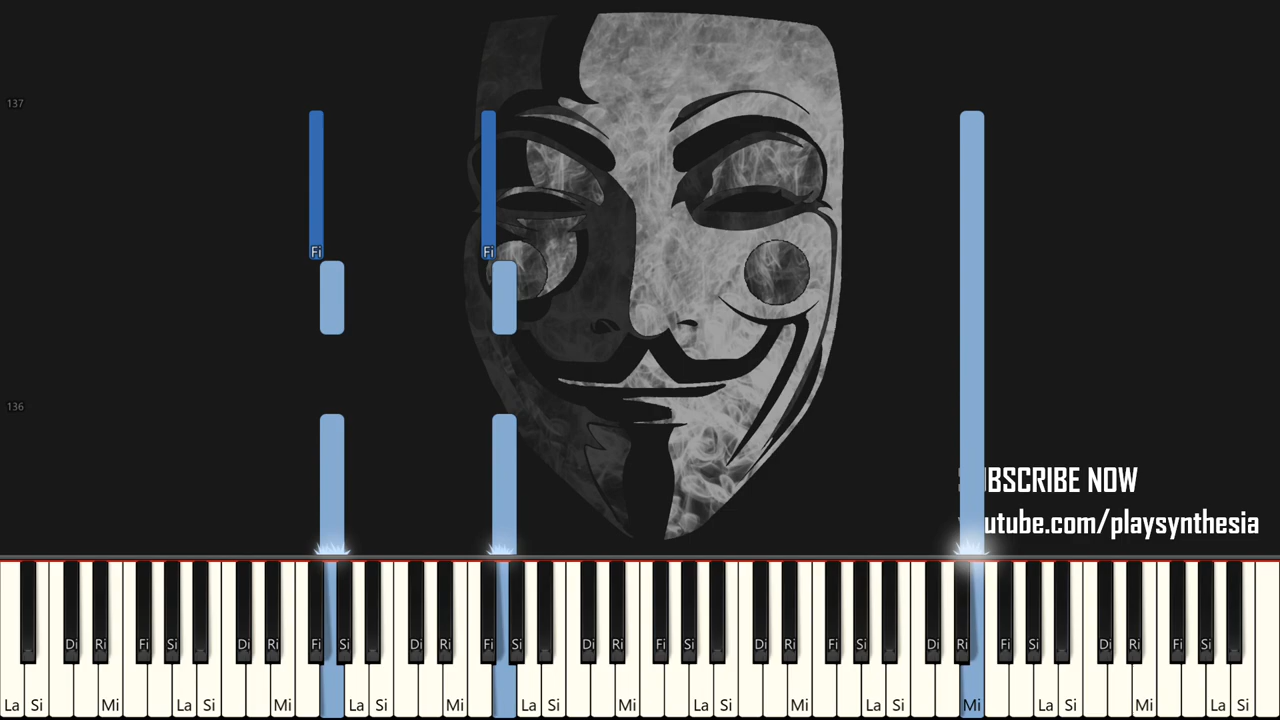 137
Fi Fi
136
BSCRIBE NOW
utube.com/playsynthesia
Di Ri Fi Si Di Ri Fi Si Di Ri Fi Si Di Ri Fi Si Di Ri Fi Si Di Ri Fi Si Di Ri Fi Si
La Si Mi La Si Mi La Si Mi La Si Mi La Si Mi La Si Mi La Si Mi La Si